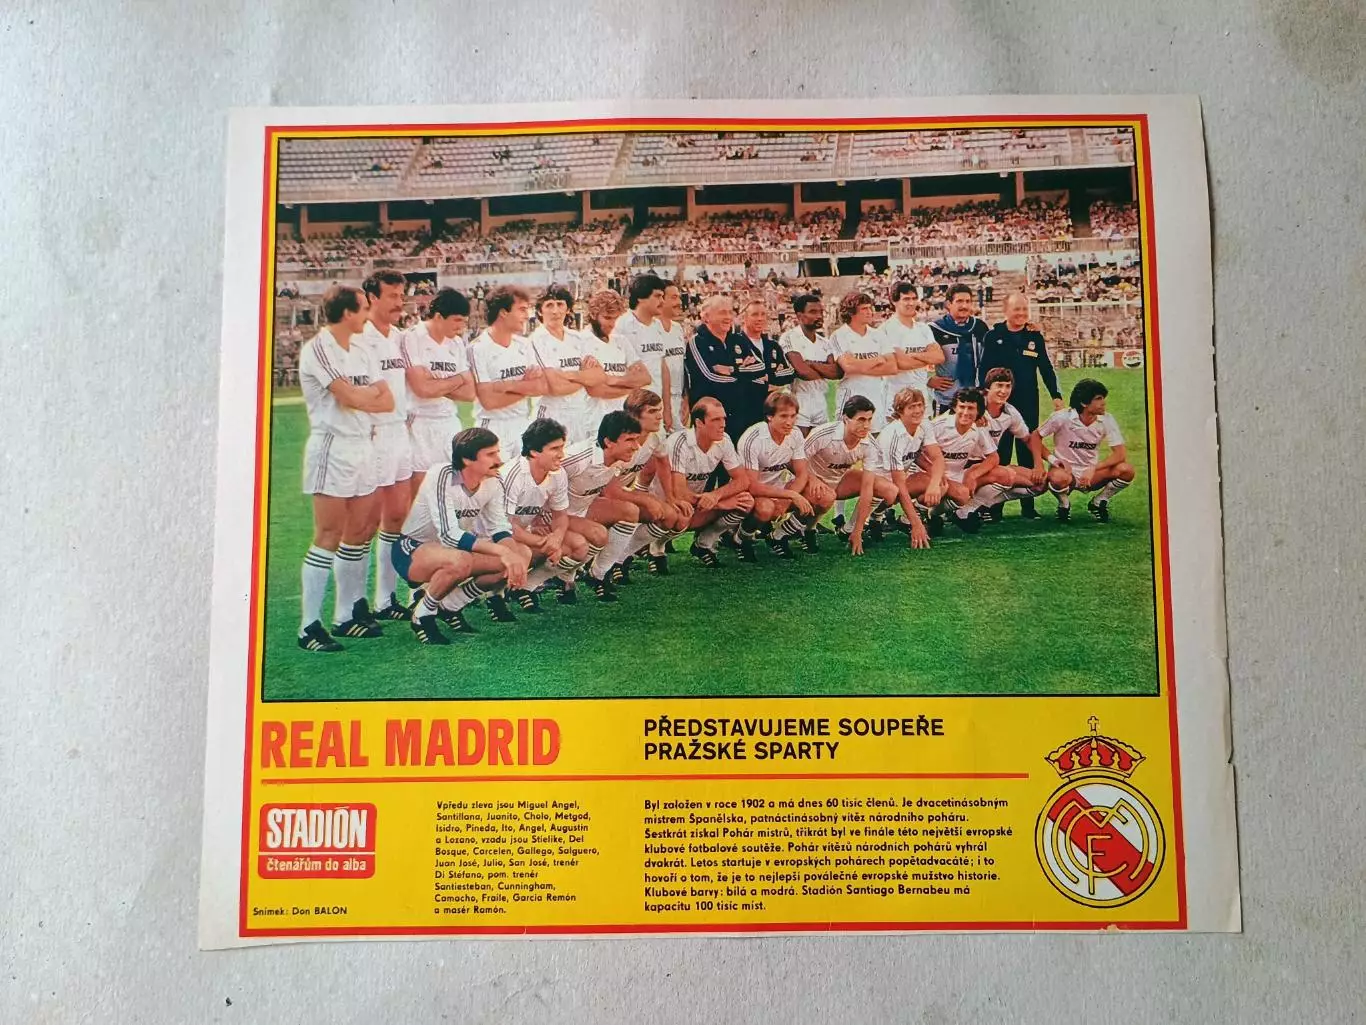 ZANUSSI
REAL MADRID
PŘEDSTAVUJEME SOUPEŘE
PRAŽSKÉ SPARTY
STADIÓN
čtenářům do alba
Snímek: Don BALON
Vpředu zleva jsou Miguel Angel,
Santillana, Juanito, Cholo, Metgod,
Isidro, Pineda, Ito, Angel, Augustin
a Lozano, vzadu jsou Stielike, Del
Bosque, Carcelen, Gallego, Salguero,
Juan José, Julio, San José, trenér
Di Stéfano, pom. trenér
Santiesteban, Cunningham,
Camacho, Fraile, Garcia Remón
a masér Ramón.
Byl založen v roce 1902 a má dnes 60 tisíc členů. Je dvacetinásobným
mistrem Španělska, patnáctinásobný vítěz národního poháru.
Šestkrát získal Pohár mistrů, třikrát byl ve finále této největší evropské
klubové fotbalové soutěže. Pohár vítězů národních pohárů vyhrál
dvakrát. Letos startuje v evropských pohárech popětadvacáté; i to
hovoří o tom, že je to nejlepší poválečné evropské mužstvo historie.
Klubové barvy: bílá a modrá. Stadión Santiago Bernabeu má
kapacitu 100 tisíc míst.